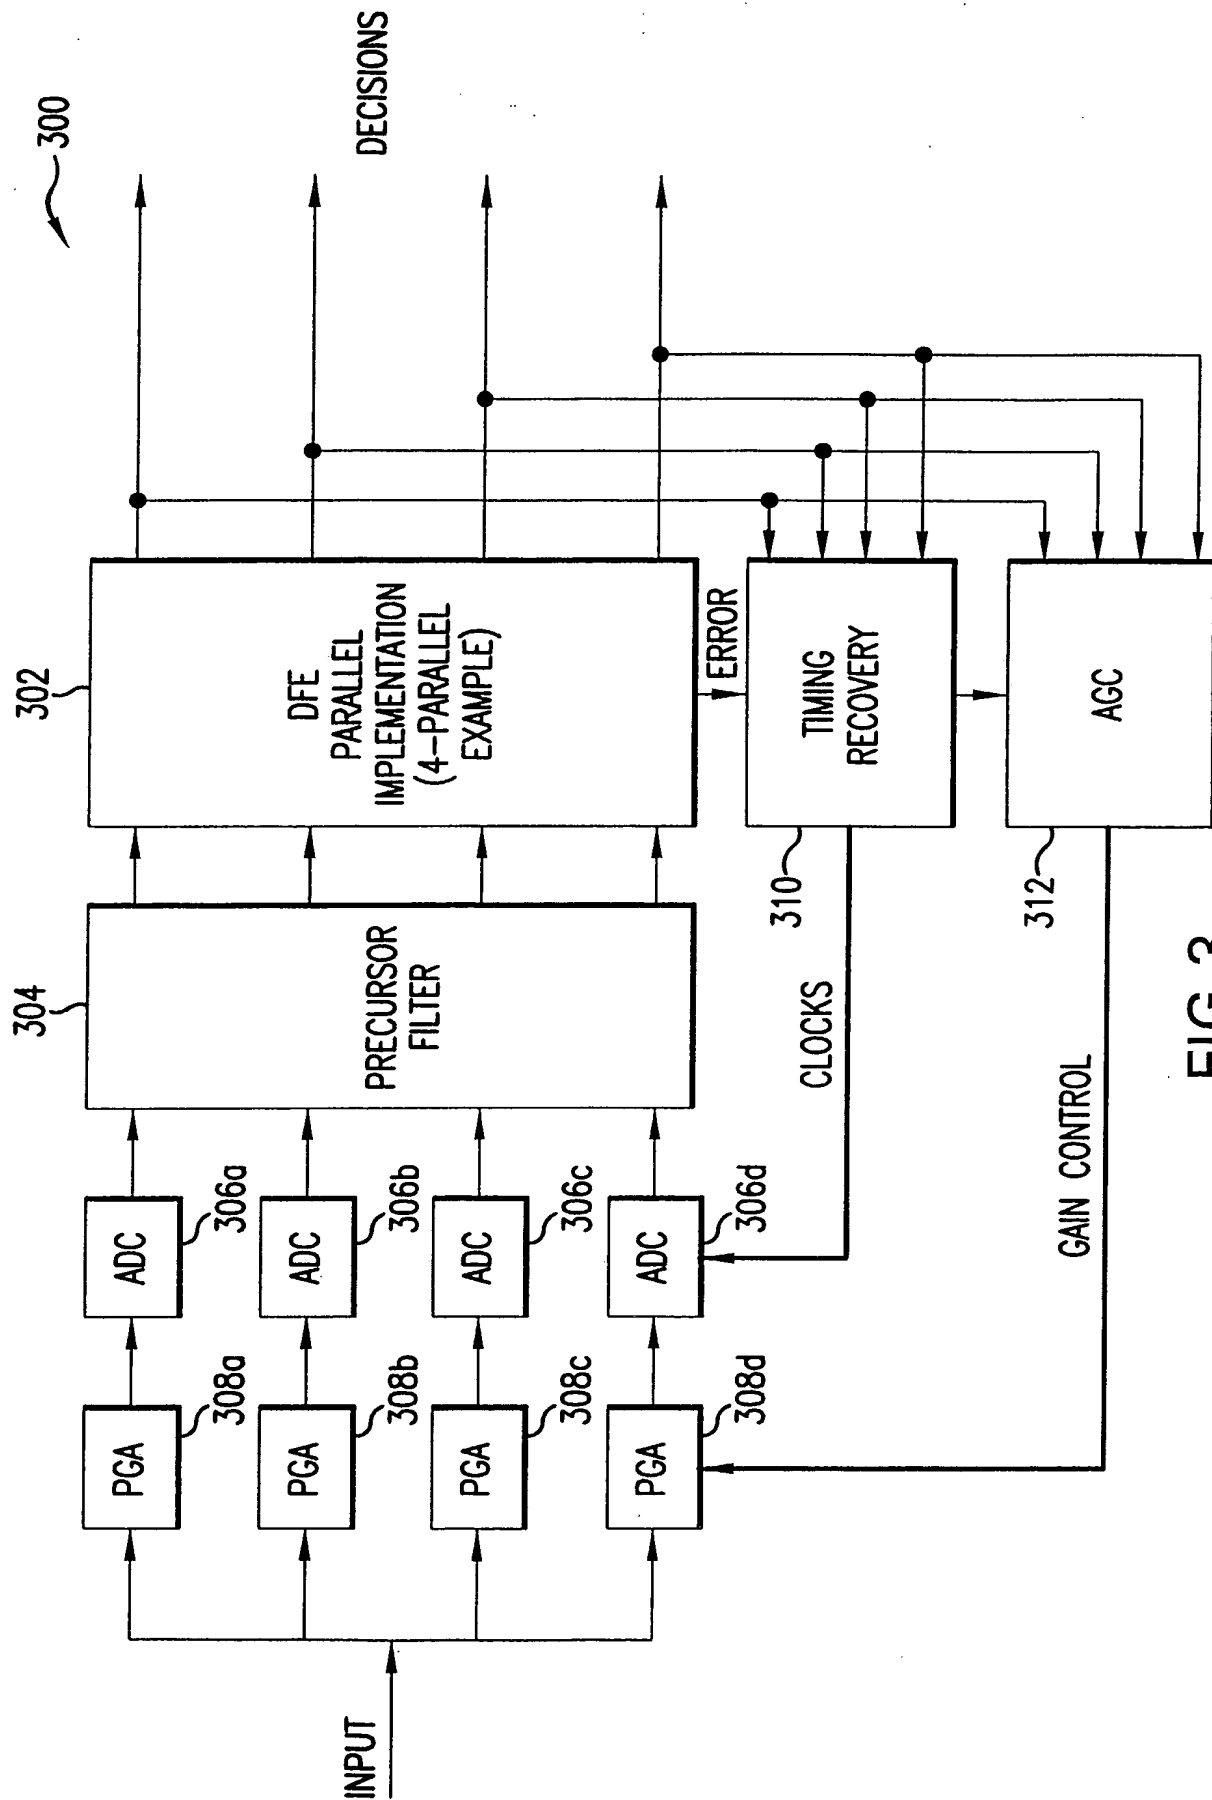 300
302
304
DECISIONS
DFE
PARALLEL
IMPLEMENTATION
(4-PARALLEL
EXAMPLE)
PRECURSOR
FILTER
ADC
306a
ADC
306b
ADC
306c
ADC
306d
PGA
308a
PGA
308b
PGA
308c
PGA
308d
INPUT
ERROR
TIMING
RECOVERY
310
CLOCKS
AGC
312
GAIN CONTROL
FIG. 3